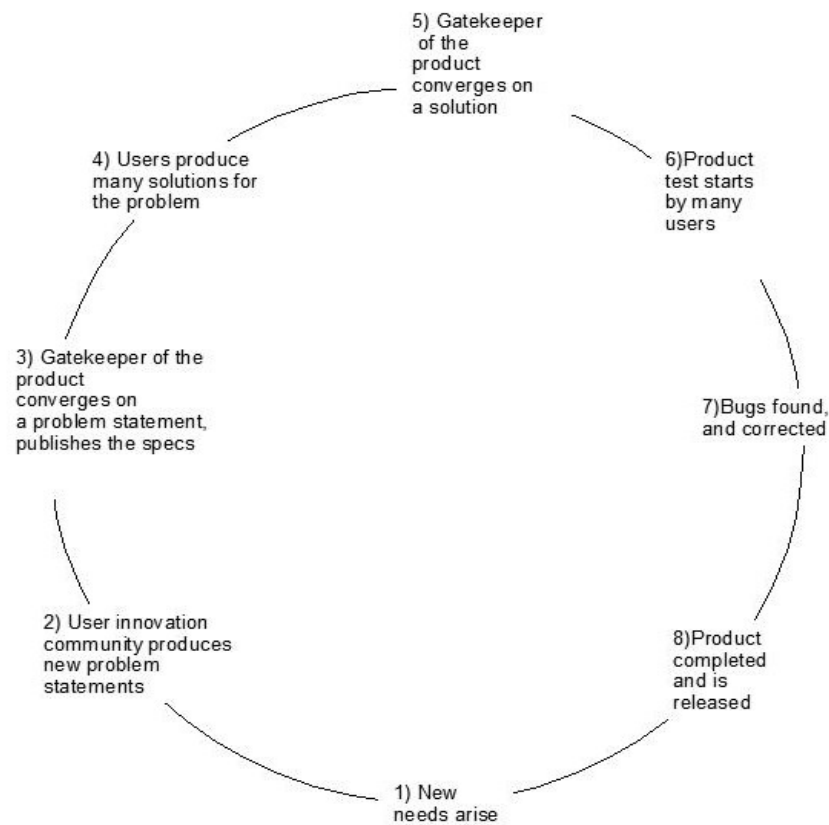 5) Gatekeeper
of the
product
converges on
a solution
4) Users produce
many solutions for
the problem
6)Product
test starts
by many
users
3) Gatekeeper of the
product
converges on
a problem statement,
publishes the specs
7)Bugs found,
and corrected
2) User innovation
community produces
new problem
statements
8)Product
completed
and is
released
1) New
needs arise